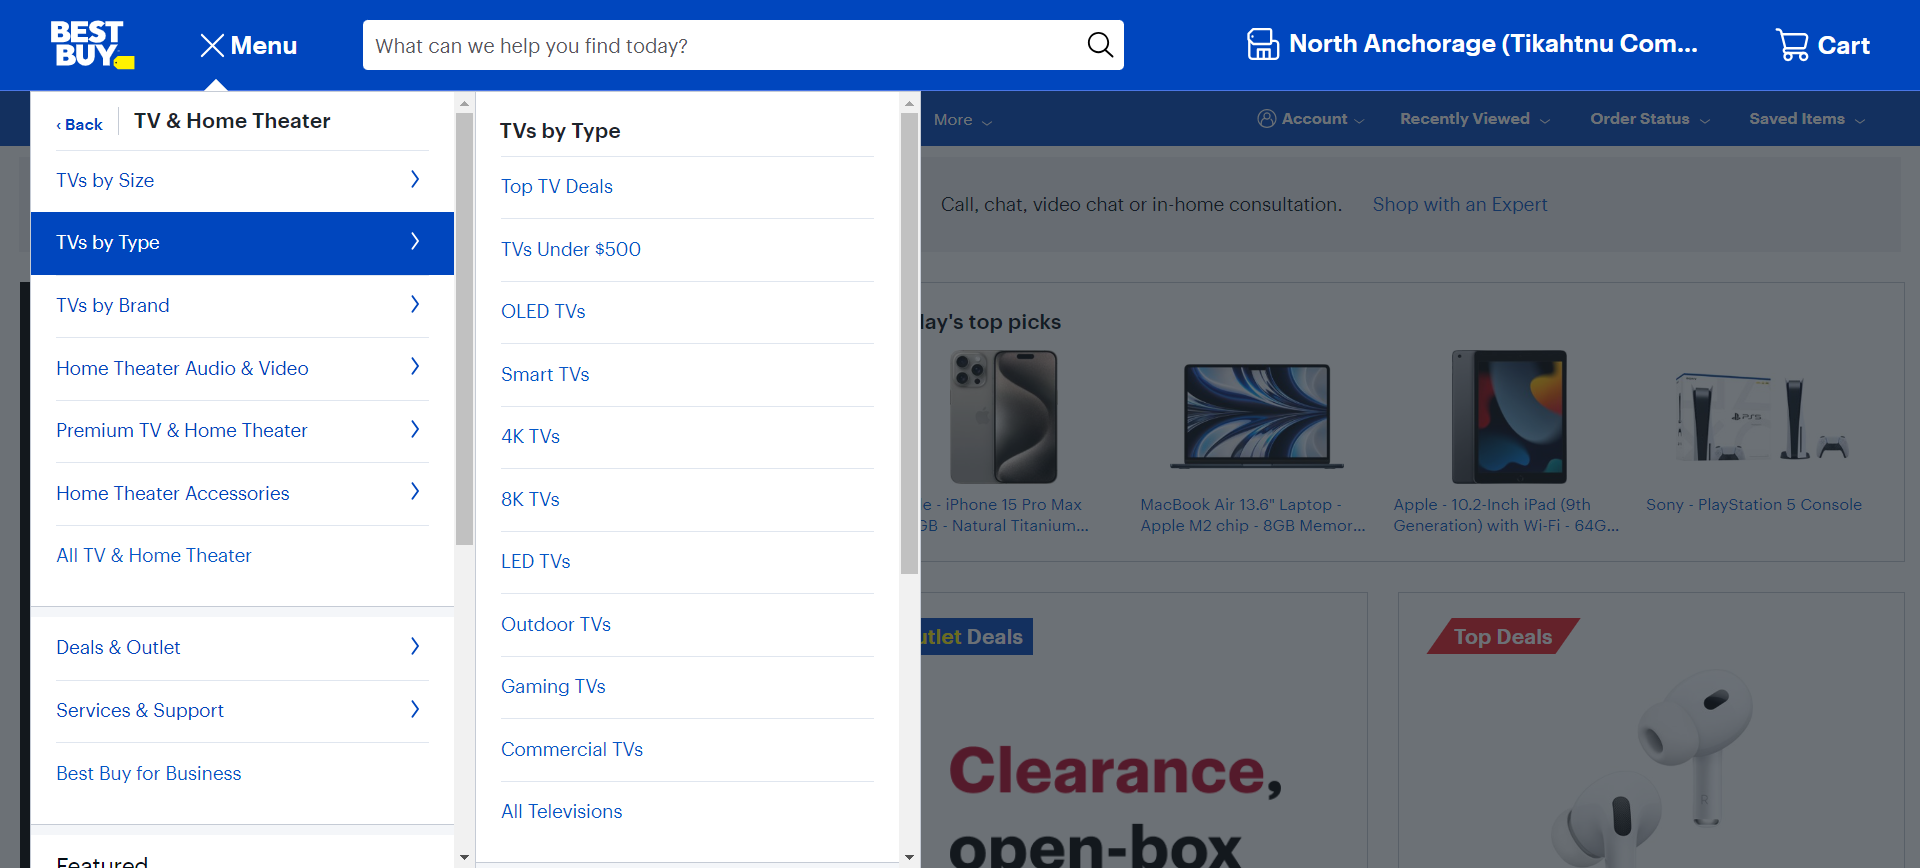 BEST
BUY
Menu
What can we help you find today?
North Anchorage (Tikahtnu Com...
Cart
‹ Back
TV & Home Theater
TVs by Size
TVs by Type
TVs by Brand
Home Theater Audio & Video
Premium TV & Home Theater
Home Theater Accessories
All TV & Home Theater
Deals & Outlet
Services & Support
Best Buy for Business
Featured
TVs by Type
Top TV Deals
TVs Under $500
OLED TVs
Smart TVs
4K TVs
8K TVs
LED TVs
Outdoor TVs
Gaming TVs
Commercial TVs
All Televisions
More
Account
Recently Viewed
Order Status
Saved Items
Call, chat, video chat or in-home consultation.
Shop with an Expert
lay's top picks
e - iPhone 15 Pro Max
GB - Natural Titanium...
MacBook Air 13.6" Laptop -
Apple M2 chip - 8GB Memor...
Apple - 10.2-Inch iPad (9th
Generation) with Wi-Fi - 64G...
PS5
Sony - PlayStation 5 Console
utlet Deals
Clearance,
open-box
Top Deals
R